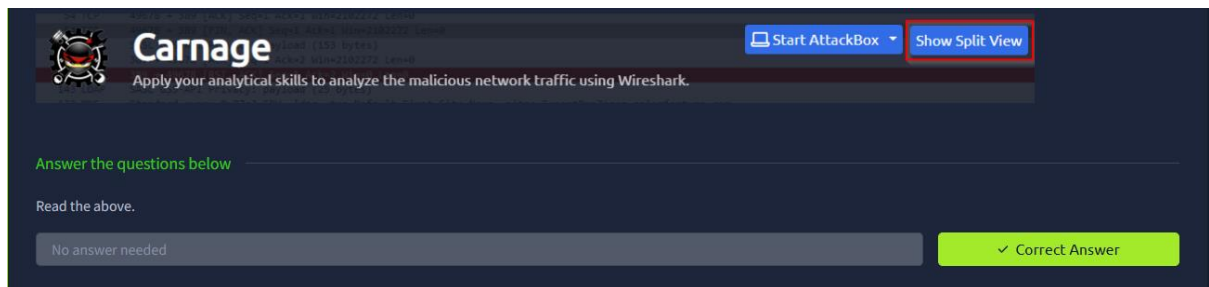 Carnage
Start AttackBox
Show Split View
Apply your analytical skills to analyze the malicious network traffic using Wireshark.
Answer the questions below
Read the above.
No answer needed
✓ Correct Answer